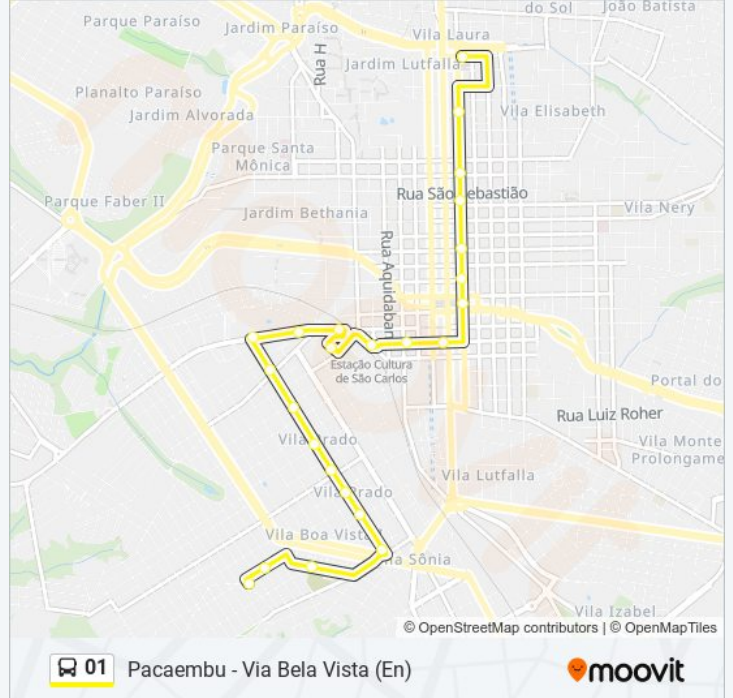 do Sol
João Batista
Parque Paraíso
Jardim Paraíso
Vila Laura
Rua H
Jardim Lutfalla
Planalto Paraíso
Jardim Alvorada
Vila Elisabeth
Parque Santa
Mônica
Rua São Sebastião
Parque Faber II
Jardim Bethania
Vila Nery
Rua Aquidaban
Estação Cultura
de São Carlos
Portal do
Rua Luiz Roher
Vila Prado
Vila Monte
Prolongame
Vila Lutfalla
Vila Prado
Vila Boa Vista
la Sônia
Vila Izabel
© OpenStreetMap contributors | © OpenMapTiles
01 Pacaembu - Via Bela Vista (En)
moovit